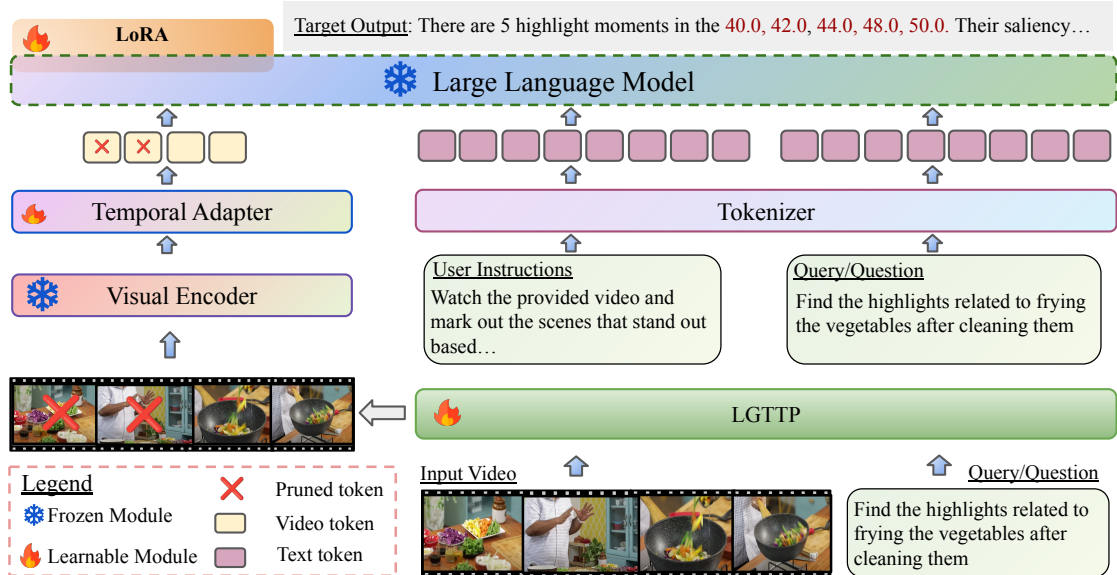 LoRA
Target Output: There are 5 highlight moments in the 40.0, 42.0, 44.0, 48.0, 50.0. Their saliency…
Large Language Model
Temporal Adapter
Tokenizer
Visual Encoder
User Instructions
Watch the provided video and
mark out the scenes that stand out
based…
Query/Question
Find the highlights related to frying
the vegetables after cleaning them
LGTTP
Legend
Frozen Module
Learnable Module
Pruned token
Video token
Text token
Input Video
Query/Question
Find the highlights related to
frying the vegetables after
cleaning them